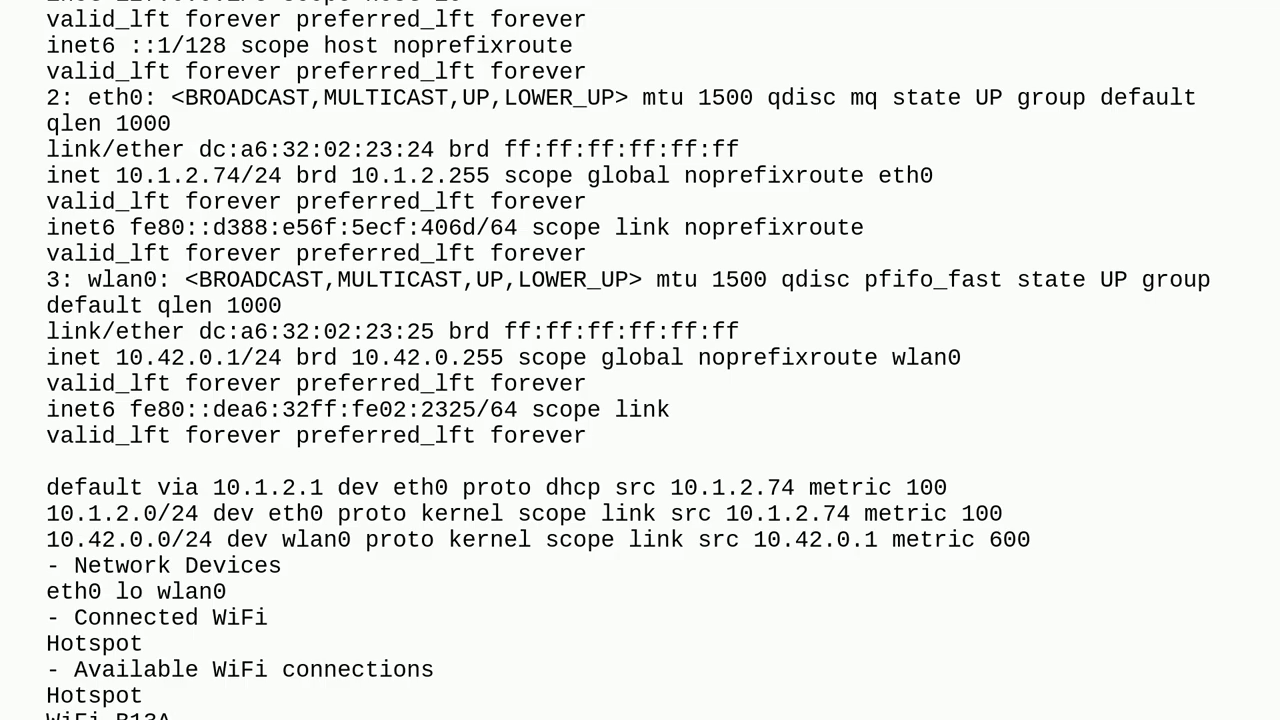 valid_lft forever preferred_lft forever
inet6 ::1/128 scope host noprefixroute
valid_lft forever preferred_lft forever
2: eth0: <BROADCAST,MULTICAST,UP,LOWER_UP> mtu 1500 qdisc mq state UP group default
qlen 1000
link/ether dc:a6:32:02:23:24 brd ff:ff:ff:ff:ff:ff
inet 10.1.2.74/24 brd 10.1.2.255 scope global noprefixroute eth0
valid_lft forever preferred_lft forever
inet6 fe80::d388:e56f:5ecf:406d/64 scope link noprefixroute
valid_lft forever preferred_lft forever
3: wlan0: <BROADCAST,MULTICAST,UP,LOWER_UP> mtu 1500 qdisc pfifo_fast state UP group
default qlen 1000
link/ether dc:a6:32:02:23:25 brd ff:ff:ff:ff:ff:ff
inet 10.42.0.1/24 brd 10.42.0.255 scope global noprefixroute wlan0
valid_lft forever preferred_lft forever
inet6 fe80::dea6:32ff:fe02:2325/64 scope link
valid_lft forever preferred_lft forever
default via 10.1.2.1 dev eth0 proto dhcp src 10.1.2.74 metric 100
10.1.2.0/24 dev eth0 proto kernel scope link src 10.1.2.74 metric 100
10.42.0.0/24 dev wlan0 proto kernel scope link src 10.42.0.1 metric 600
- Network Devices
eth0 lo wlan0
- Connected WiFi
Hotspot
- Available WiFi connections
Hotspot
WiFi